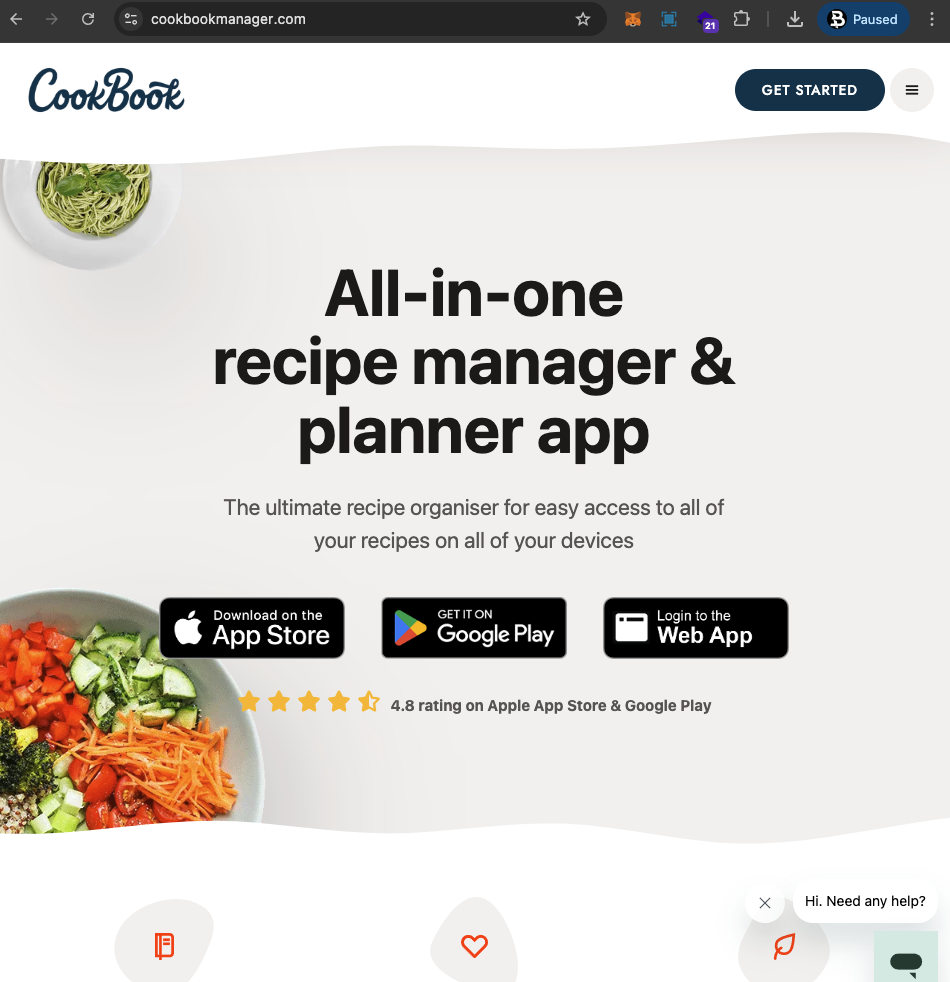 cookbookmanager.com
21
Paused
CookBook
GET STARTED
All-in-one
recipe manager &
planner app
The ultimate recipe organiser for easy access to all of
your recipes on all of your devices
Download on the
App Store
GET IT ON
Google Play
Login to the
Web App
4.8 rating on Apple App Store & Google Play
Hi. Need any help?